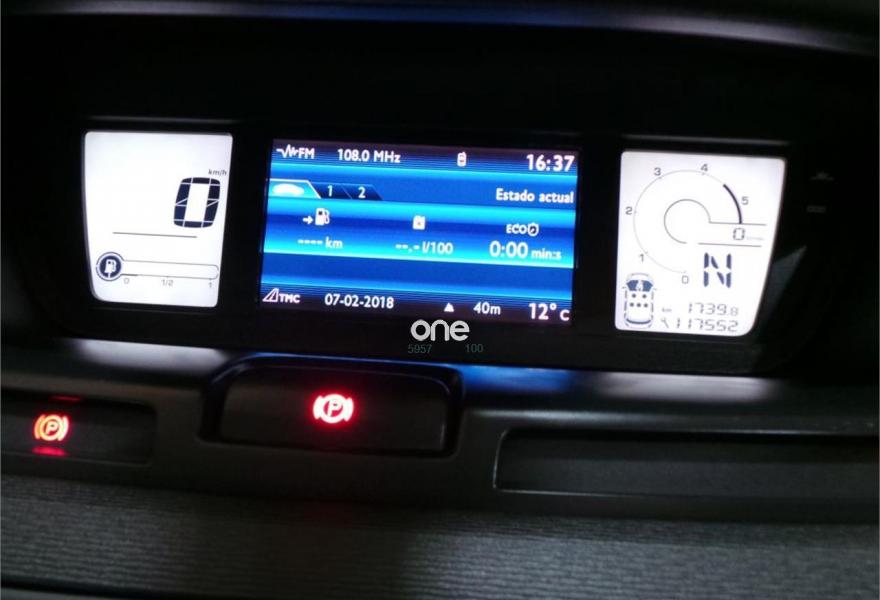 FM 108.0 MHz 16:37
1 2
Estado actual
km/h
0
ECO
---- km --,- l/100 0:00 min:s
0 1/2 1
TMC 07-02-2018 40m 12° C
0 1 2 3 4 5
0
N
km 1739.8
117552
one
5957 100
P
P